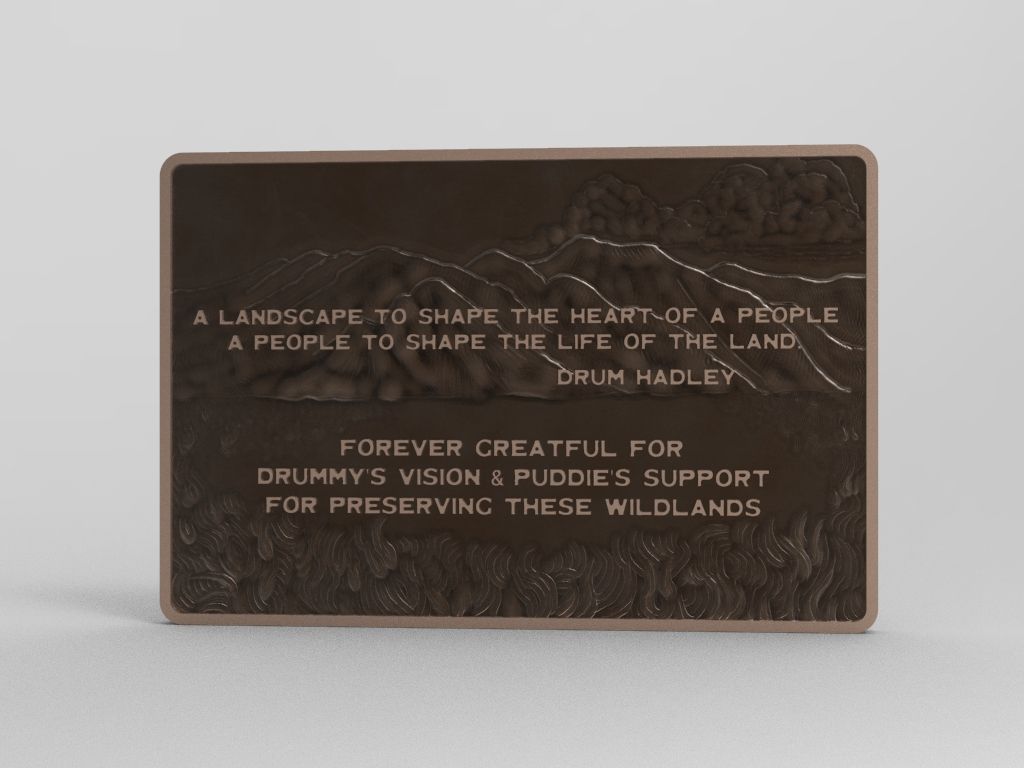 A LANDSCAPE TO SHAPE THE HEART OF A PEOPLE
A PEOPLE TO SHAPE THE LIFE OF THE LAND
DRUM HADLEY
FOREVER GREATFUL FOR
DRUMMY'S VISION & PUDDIE'S SUPPORT
FOR PRESERVING THESE WILDLANDS